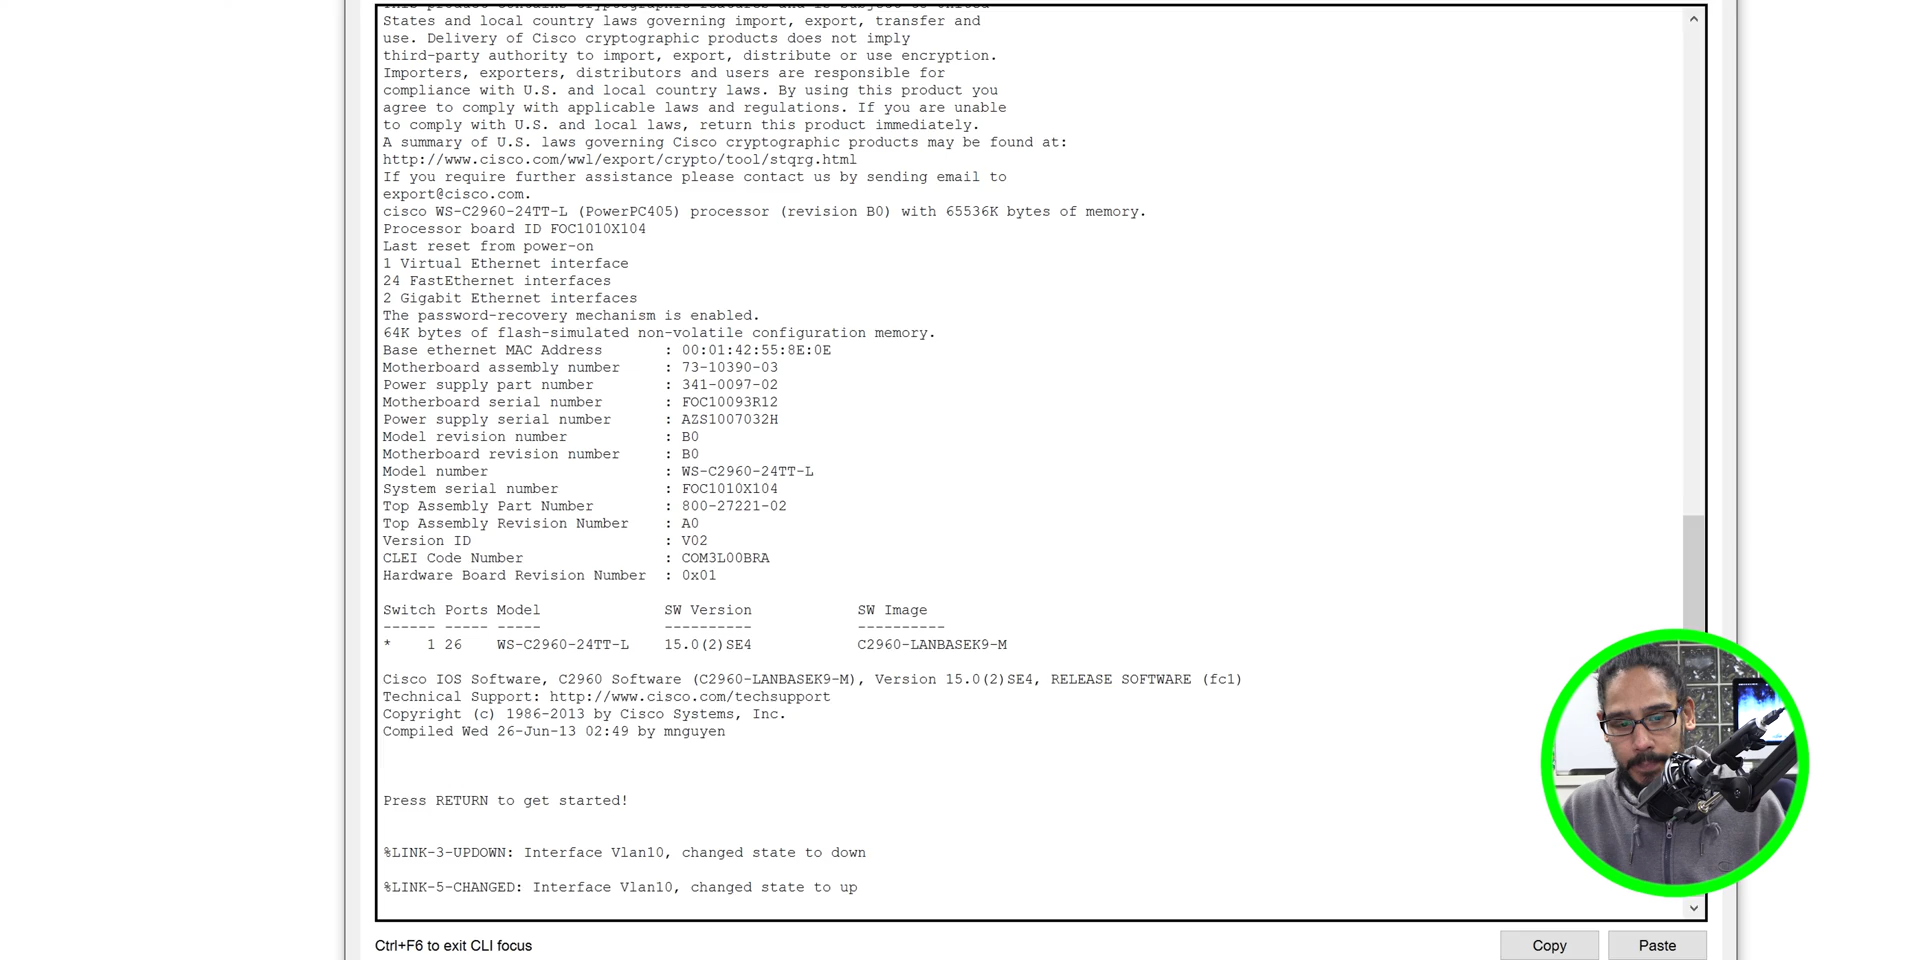 This product contains cryptographic features and is subject to United
States and local country laws governing import, export, transfer and
use. Delivery of Cisco cryptographic products does not imply
third-party authority to import, export, distribute or use encryption.
Importers, exporters, distributors and users are responsible for
compliance with U.S. and local country laws. By using this product you
agree to comply with applicable laws and regulations. If you are unable
to comply with U.S. and local laws, return this product immediately.
A summary of U.S. laws governing Cisco cryptographic products may be found at:
http://www.cisco.com/wwl/export/crypto/tool/stqrg.html
If you require further assistance please contact us by sending email to
export@cisco.com.
cisco WS-C2960-24TT-L (PowerPC405) processor (revision B0) with 65536K bytes of memory.
Processor board ID FOC1010X104
Last reset from power-on
1 Virtual Ethernet interface
24 FastEthernet interfaces
2 Gigabit Ethernet interfaces
The password-recovery mechanism is enabled.
64K bytes of flash-simulated non-volatile configuration memory.
Base ethernet MAC Address : 00:01:42:55:8E:0E
Motherboard assembly number : 73-10390-03
Power supply part number : 341-0097-02
Motherboard serial number : FOC10093R12
Power supply serial number : AZS1007032H
Model revision number : B0
Motherboard revision number : B0
Model number : WS-C2960-24TT-L
System serial number : FOC1010X104
Top Assembly Part Number : 800-27221-02
Top Assembly Revision Number : A0
Version ID : V02
CLEI Code Number : COM3L00BRA
Hardware Board Revision Number : 0x01
Switch Ports Model SW Version SW Image
------ ----- ----- ---------- ----------
* 1 26 WS-C2960-24TT-L 15.0(2)SE4 C2960-LANBASEK9-M
Cisco IOS Software, C2960 Software (C2960-LANBASEK9-M), Version 15.0(2)SE4, RELEASE SOFTWARE (fc1)
Technical Support: http://www.cisco.com/techsupport
Copyright (c) 1986-2013 by Cisco Systems, Inc.
Compiled Wed 26-Jun-13 02:49 by mnguyen
Press RETURN to get started!
%LINK-3-UPDOWN: Interface Vlan10, changed state to down
%LINK-5-CHANGED: Interface Vlan10, changed state to up
Ctrl+F6 to exit CLI focus
Copy
Paste